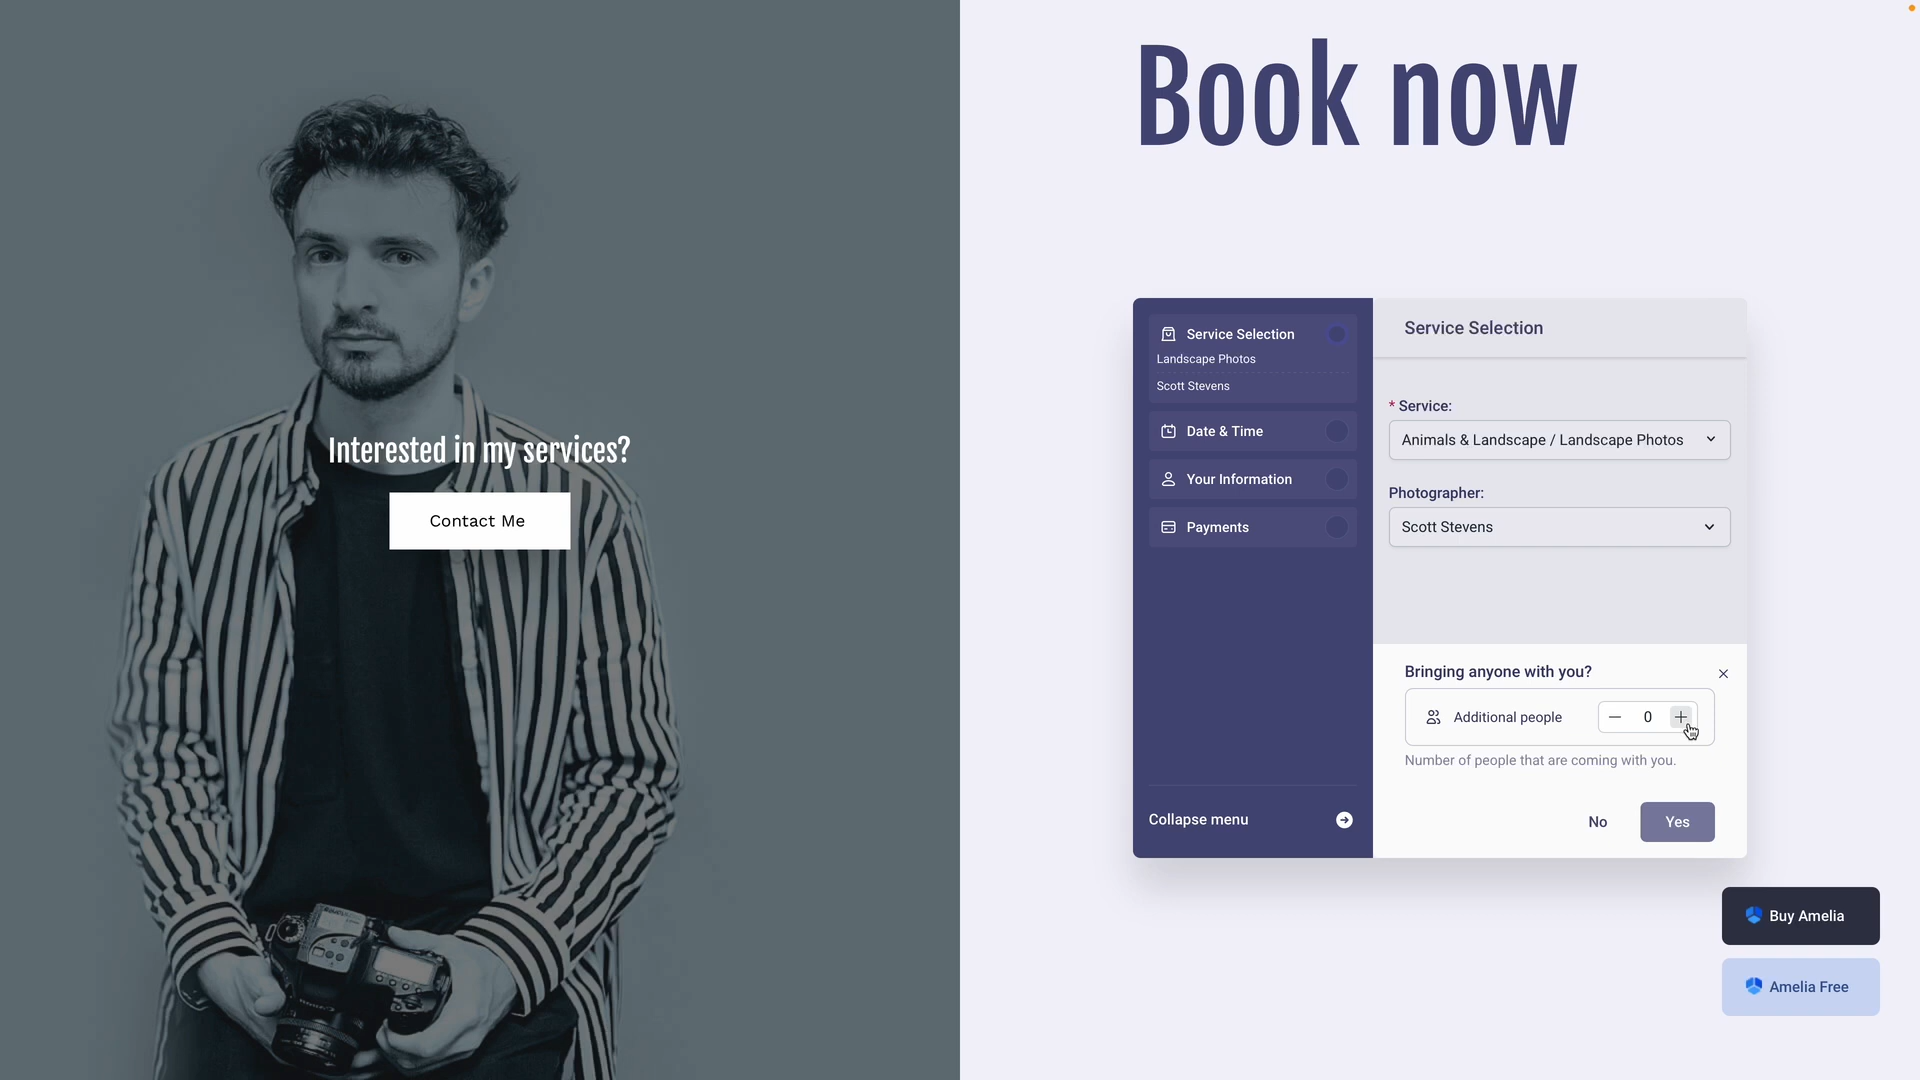 Interested in my services?
Contact Me
Book now
Service Selection
Landscape Photos
Scott Stevens
Date & Time
Your Information
Payments
Collapse menu
Service Selection
* Service:
Animals & Landscape / Landscape Photos
Photographer:
Scott Stevens
Bringing anyone with you?
Additional people
0
Number of people that are coming with you.
No
Yes
Buy Amelia
Amelia Free